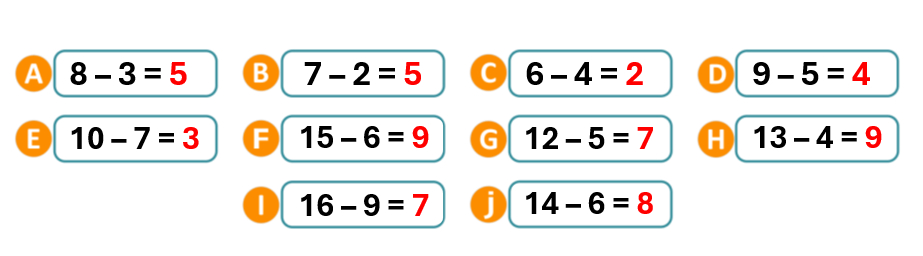 A 8 – 3 = 5 B 7 – 2 = 5 C 6 – 4 = 2 D 9 – 5 = 4
E 10 – 7 = 3 F 15 – 6 = 9 G 12 – 5 = 7 H 13 – 4 = 9
I 16 – 9 = 7 j 14 – 6 = 8